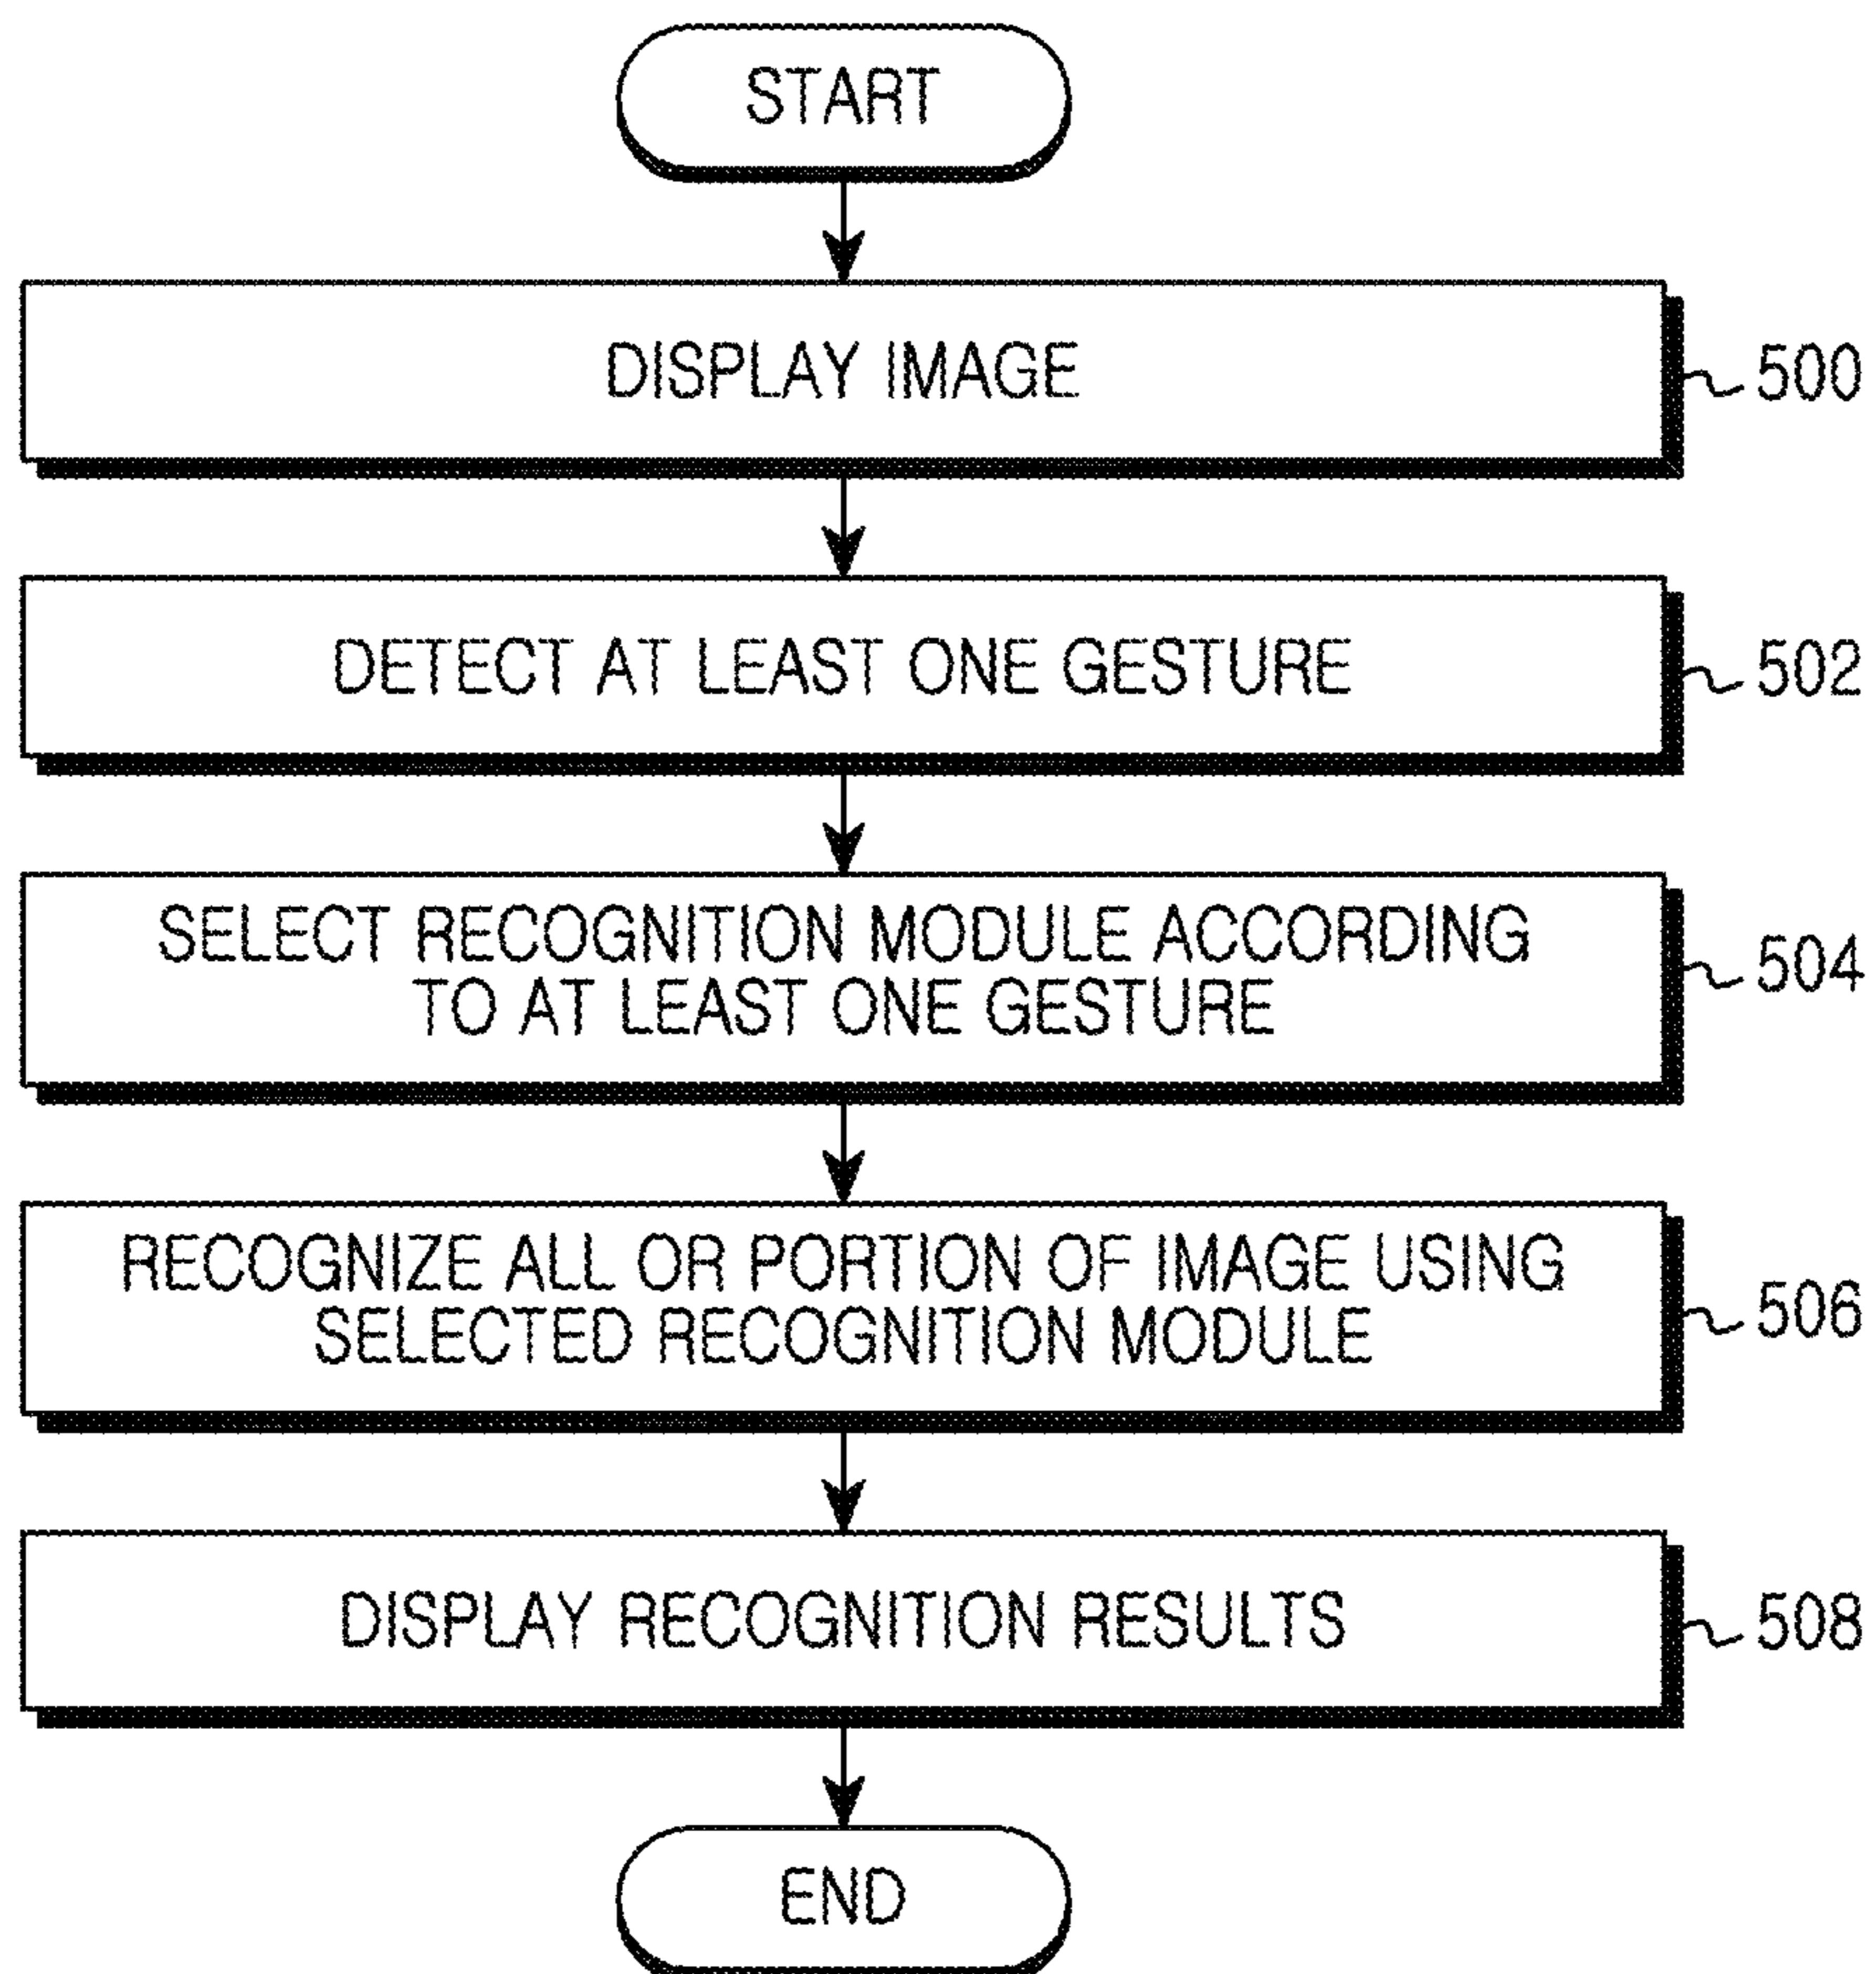 START
DISPLAY IMAGE
500
DETECT AT LEAST ONE GESTURE
502
SELECT RECOGNITION MODULE ACCORDING
TO AT LEAST ONE GESTURE
504
RECOGNIZE ALL OR PORTION OF IMAGE USING
SELECTED RECOGNITION MODULE
506
DISPLAY RECOGNITION RESULTS
508
END